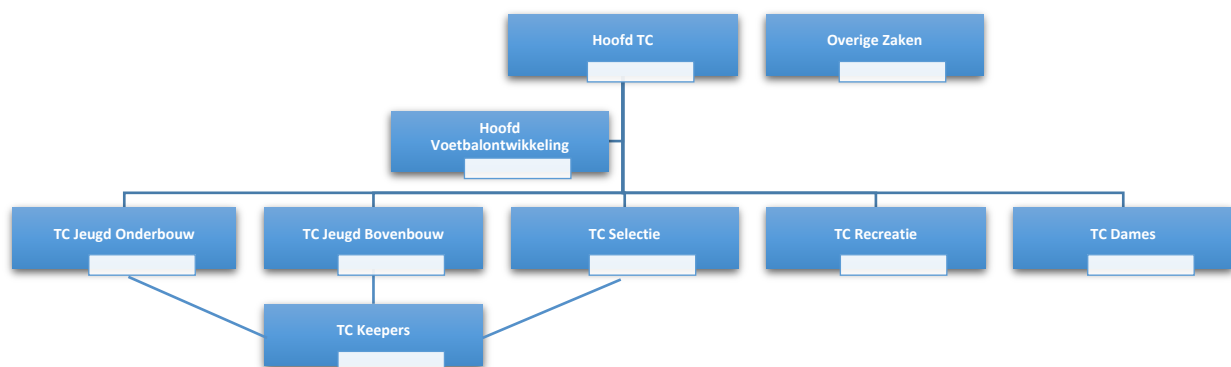 Hoofd TC
Overige Zaken
Hoofd
Voetbalontwikkeling
TC Jeugd Onderbouw
TC Jeugd Bovenbouw
TC Selectie
TC Recreatie
TC Dames
TC Keepers